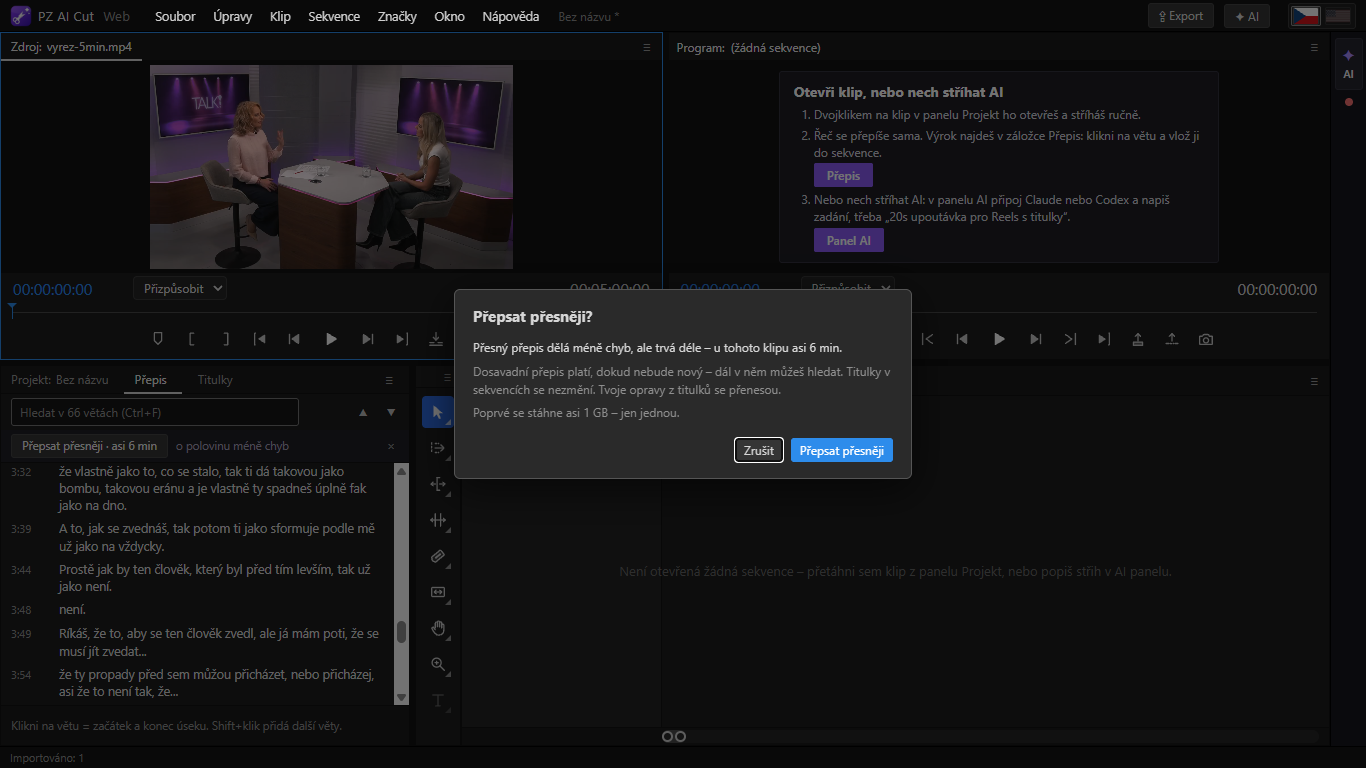 PZ AI Cut Web
Soubor Úpravy Klip Sekvence Značky Okno Nápověda
Bez názvu *
Export
AI
Zdroj: vyrez-5min.mp4
TALK
Program: (žádná sekvence)
AI
Otevři klip, nebo nech stříhat AI
1. Dvojklikem na klip v panelu Projekt ho otevřeš a stříháš ručně.
2. Řeč se přepíše sama. Výrok najdeš v záložce Přepis: klikni na větu a vlož ji
do sekvence.
Přepis
3. Nebo nech stříhat AI: v panelu AI připoj Claude nebo Codex a napiš
zadání, třeba „20s upoutávka pro Reels s titulky“.
Panel AI
00:00:00:00 Přizpůsobit 00:05:00:00
00:00:00:00 Přizpůsobit 00:00:00:00
Přepsat přesněji?
Přesný přepis dělá méně chyb, ale trvá déle – u tohoto klipu asi 6 min.
Dosavadní přepis platí, dokud nebude nový – dál v něm můžeš hledat. Titulky v
sekvencích se nezmění. Tvoje opravy z titulků se přenesou.
Poprvé se stáhne asi 1 GB – jen jednou.
Zrušit Přepsat přesněji
Projekt: Bez názvu Přepis Titulky
Hledat v 66 větách (Ctrl+F)
Přepsat přesněji · asi 6 min o polovinu méně chyb ×
3:32 že vlastně jako to, co se stalo, tak ti dá takovou jako
bombu, takovou eránu a je vlastně ty spadneš úplně fak
jako na dno.
3:39 A to, jak se zvednáš, tak potom ti jako sformuje podle mě
už jako na vždycky.
3:44 Prostě jak by ten člověk, který byl před tím levším, tak už
jako není.
3:48 není.
3:49 Ríkáš, že to, aby se ten člověk zvedl, ale já mám poti, že se
musí jít zvedat...
3:54 že ty propady před sem můžou přicházet, nebo přicházej,
asi že to není tak, že...
Klikni na větu = začátek a konec úseku. Shift+klik přidá další věty.
Není otevřená žádná sekvence – přetáhni sem klip z panelu Projekt, nebo popiš střih v AI panelu.
Importováno: 1